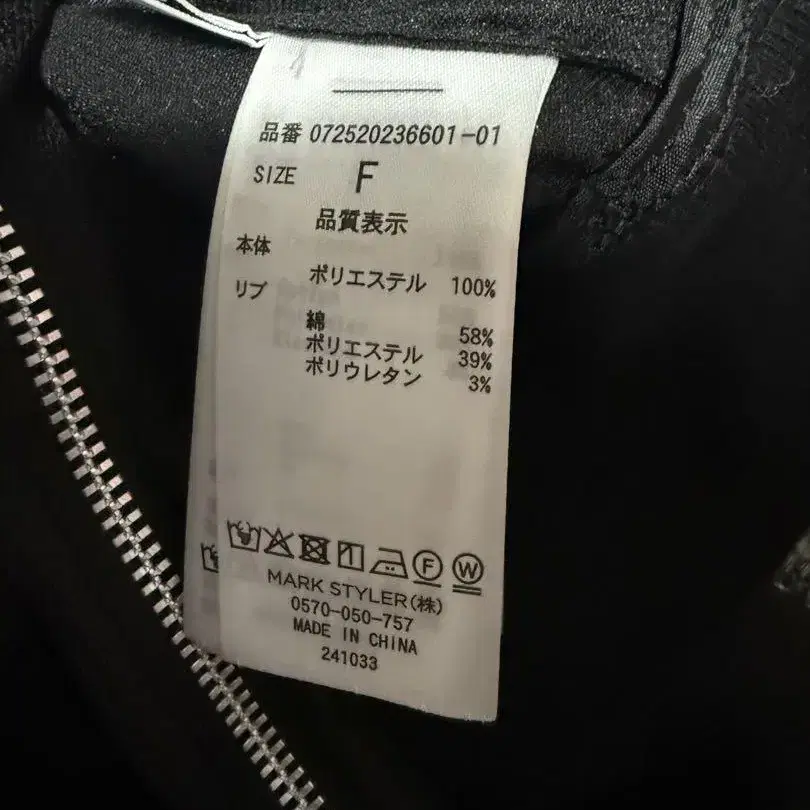 品番 072520236601-01
SIZE F
品質表示
本体
ポリエステル 100%
リブ
綿 58%
ポリエステル 39%
ポリウレタン 3%
F W
MARK STYLER(株)
0570-050-757
MADE IN CHINA
241033